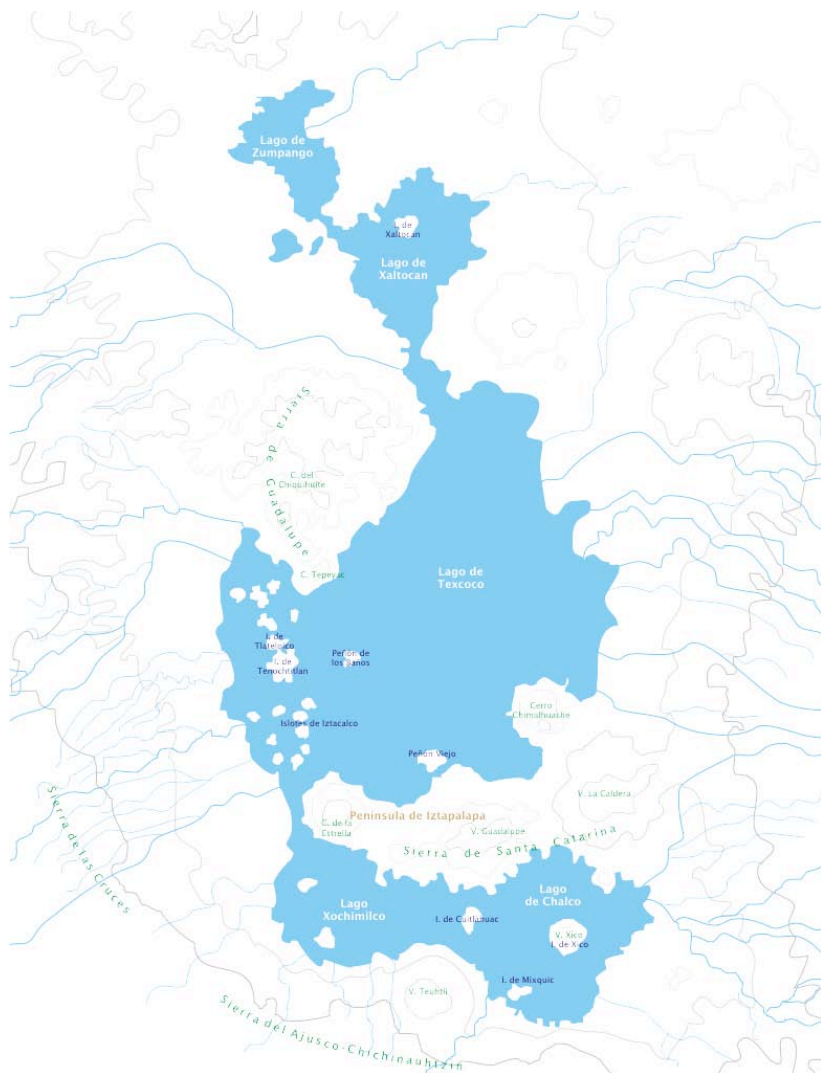 Lago de
Zumpango
I. de
Xaltocan
Lago de
Xaltocan
Sierra de Guadalupe
C. del
Chiquihuite
C. Tepeyac
Lago de
Texcoco
I. de
Tlatelolco
I. de
Tenochtitlan
Peñón de
los Baños
Cerro
Chimalhuache
Islotes de Iztacalco
Peñón Viejo
V. La Caldera
Península de Iztapalapa
C. de la
Estrella
V. Guadalupe
Sierra de Santa Catarina
Sierra de las Cruces
Lago
Xochimilco
Lago
de Chalco
I. de Cuitlahuac
V. Xico
I. de Xico
I. de Mixquic
V. Teuhtli
Sierra del Ajusco-Chichinauhtzin